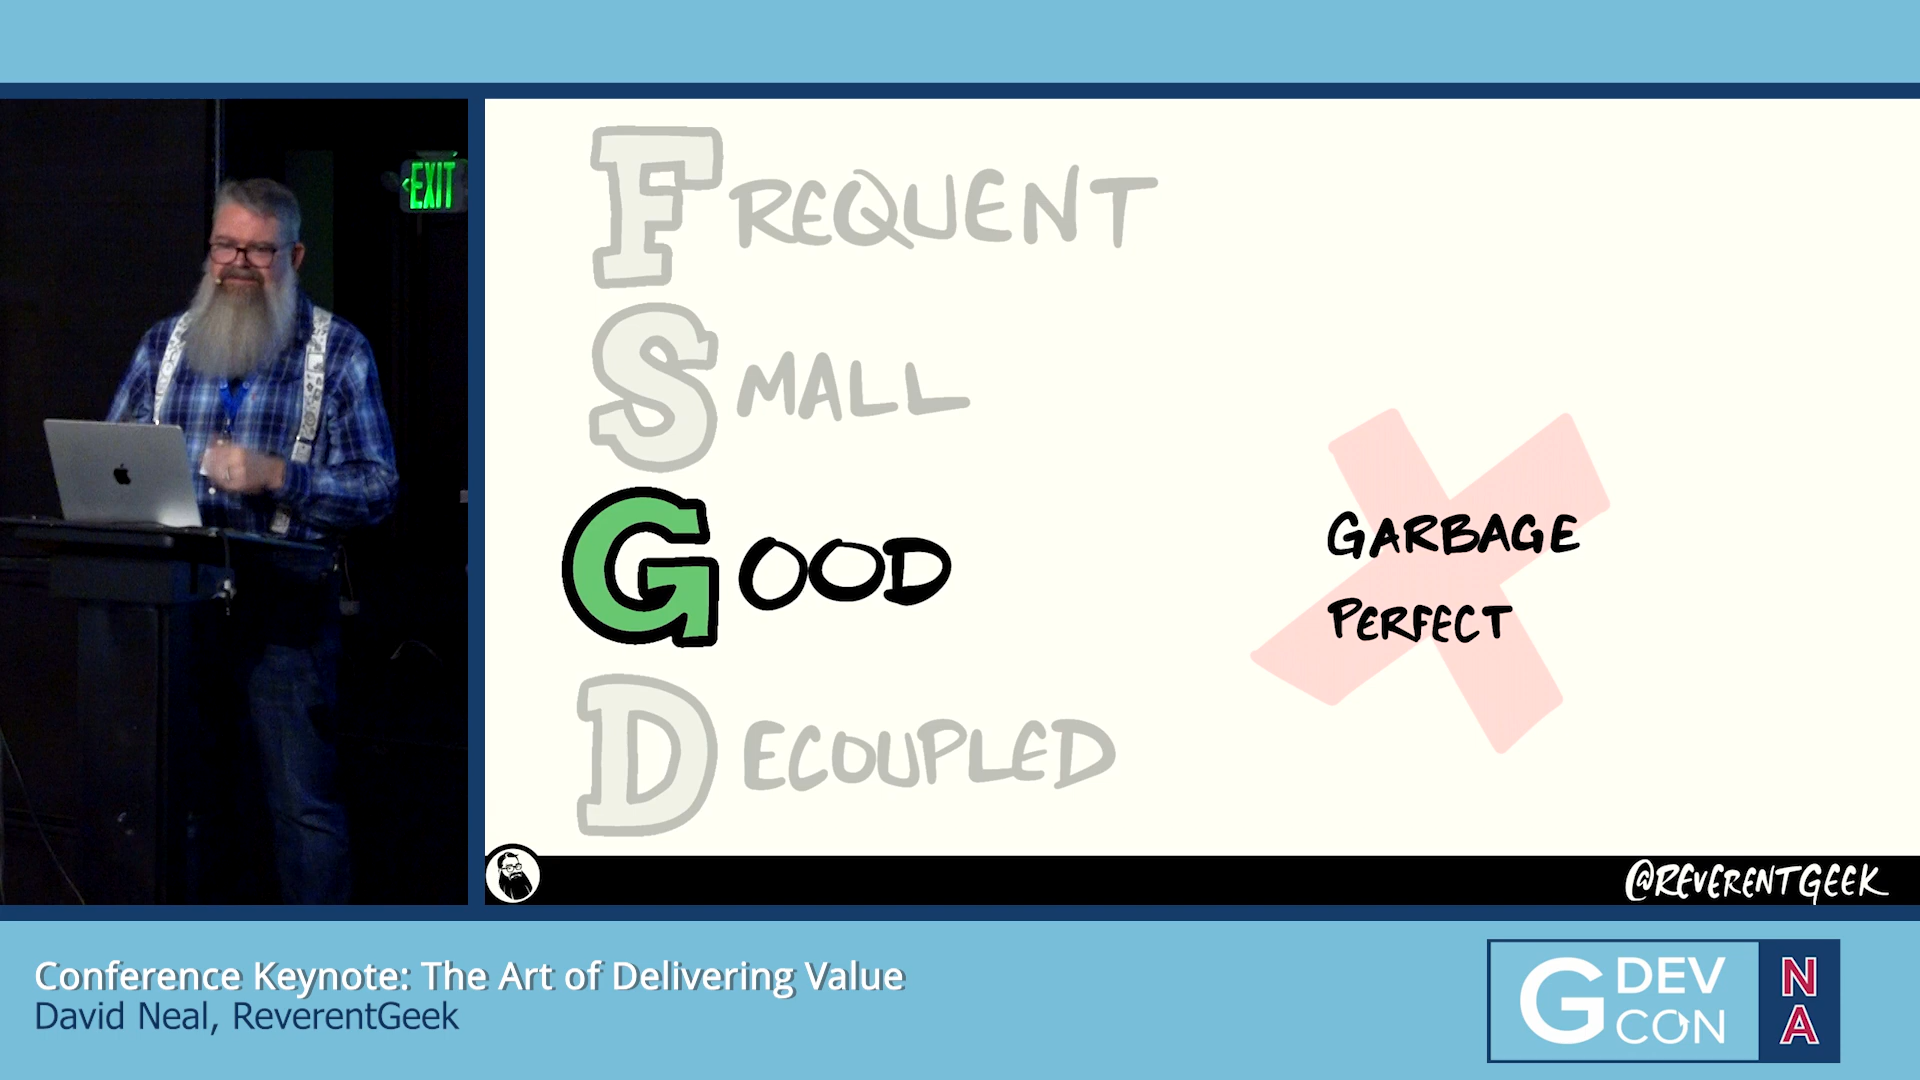 EXIT
FREQUENT
SMALL
GOOD
DECOUPLED
GARBAGE
PERFECT
@REVERENTGEEK
Conference Keynote: The Art of Delivering Value
David Neal, ReverentGeek
G DEV CON NA